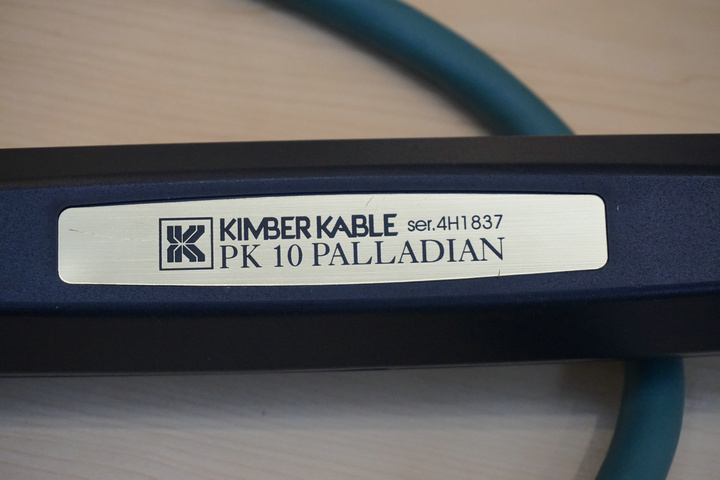 KIMBER KABLE ser.4H1837
PK 10 PALLADIAN